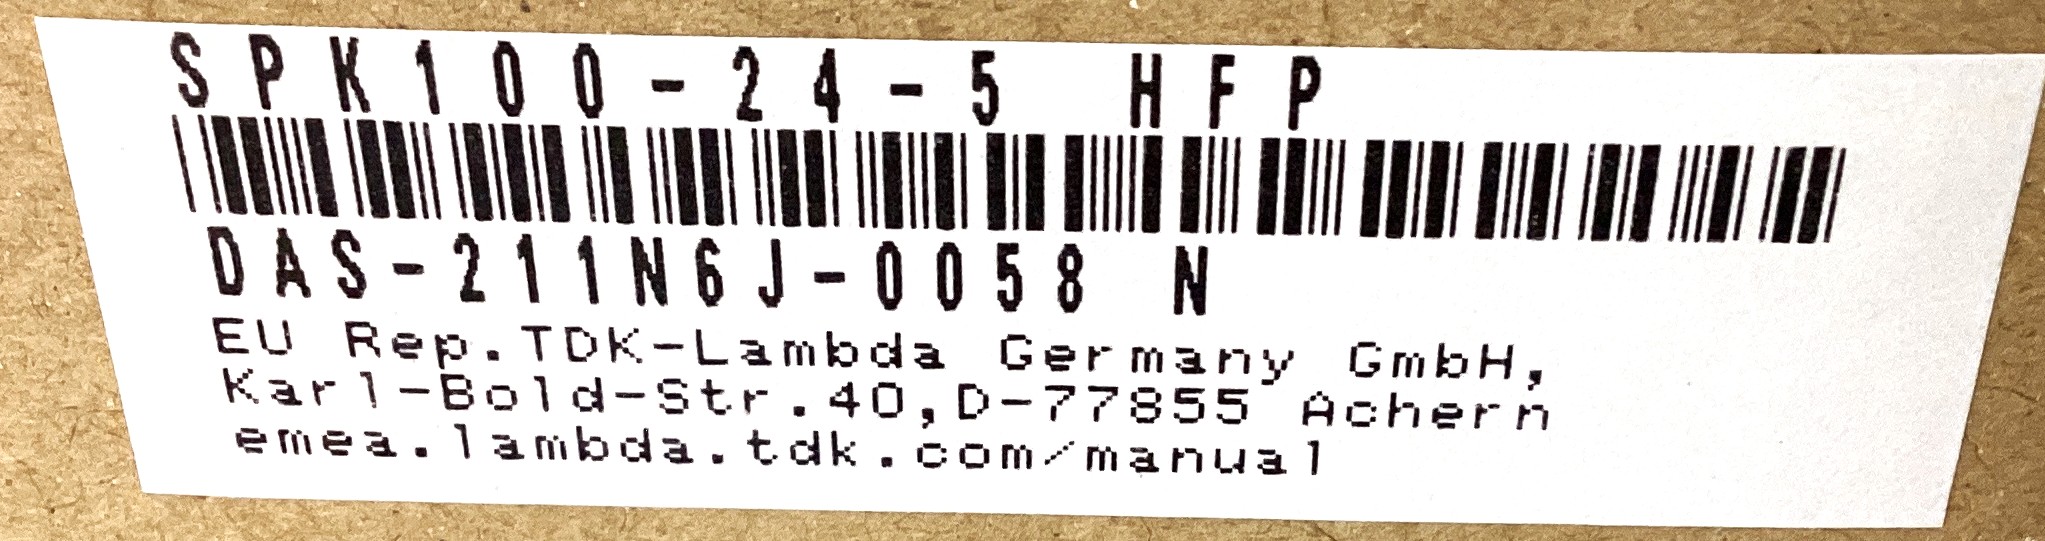 SPK100-24-5 HFP
DAS-211N6J-0058 N
EU Rep.TDK-Lambda Germany GmbH,
Karl-Bold-Str.40,D-77855 Achern
emea.lambda.tdk.com/manual